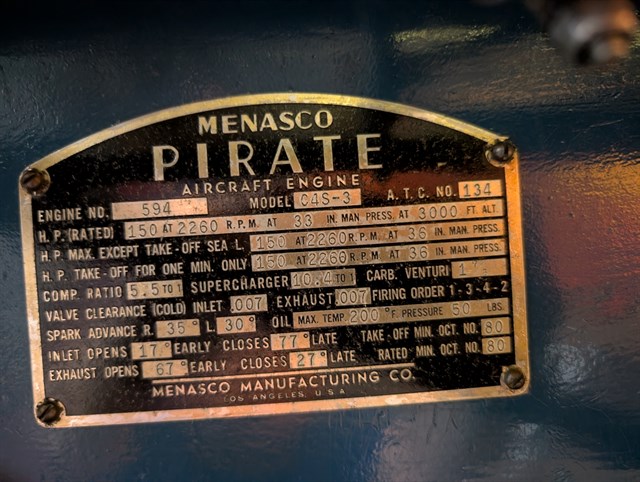 MENASCO
PIRATE
AIRCRAFT ENGINE
ENGINE NO. 594 MODEL C4S-3 A.T.C. NO. 134
H.P. (RATED) 150 AT 2260 R.P.M. AT 33 IN. MAN PRESS AT 3000 FT. ALT
H.P. MAX. EXCEPT TAKE-OFF SEA L. 150 AT 2260 R.P.M. AT 36 IN. MAN. PRESS.
H.P. TAKE-OFF FOR ONE MIN. ONLY 150 AT 2260 R.P.M. AT 36 IN. MAN. PRESS.
COMP. RATIO 5.5 TO 1 SUPERCHARGER 10.4 TO 1 CARB. VENTURI
VALVE CLEARANCE (COLD) INLET .007 EXHAUST .007 FIRING ORDER 1-3-4-2
SPARK ADVANCE R. 35° L. 30° OIL MAX. TEMP. 200 °F. PRESSURE 50 LBS.
INLET OPENS 17° EARLY CLOSES 77° LATE TAKE-OFF MIN. OCT. NO. 80
EXHAUST OPENS 67° EARLY CLOSES 27° LATE RATED-MIN. OCT. NO. 80
MENASCO MANUFACTURING CO.
LOS ANGELES, U.S.A.